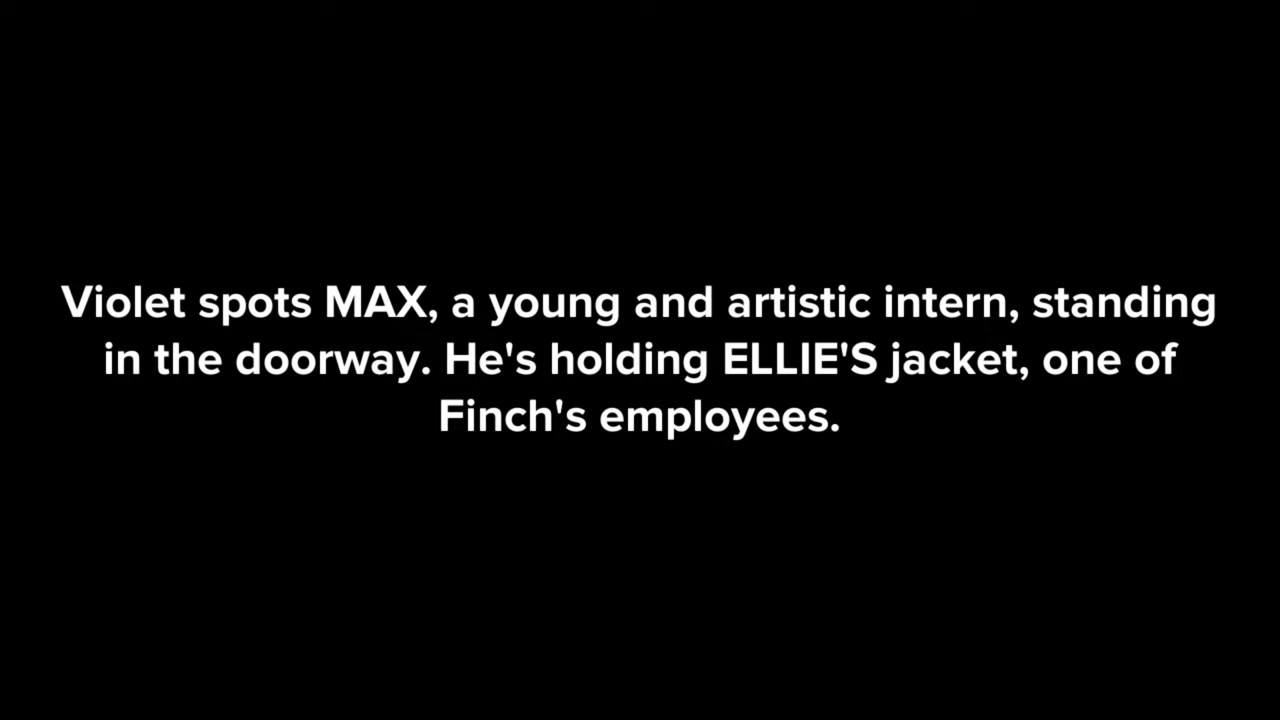 Violet spots MAX, a young and artistic intern, standing
in the doorway. He's holding ELLIE'S jacket, one of
Finch's employees.